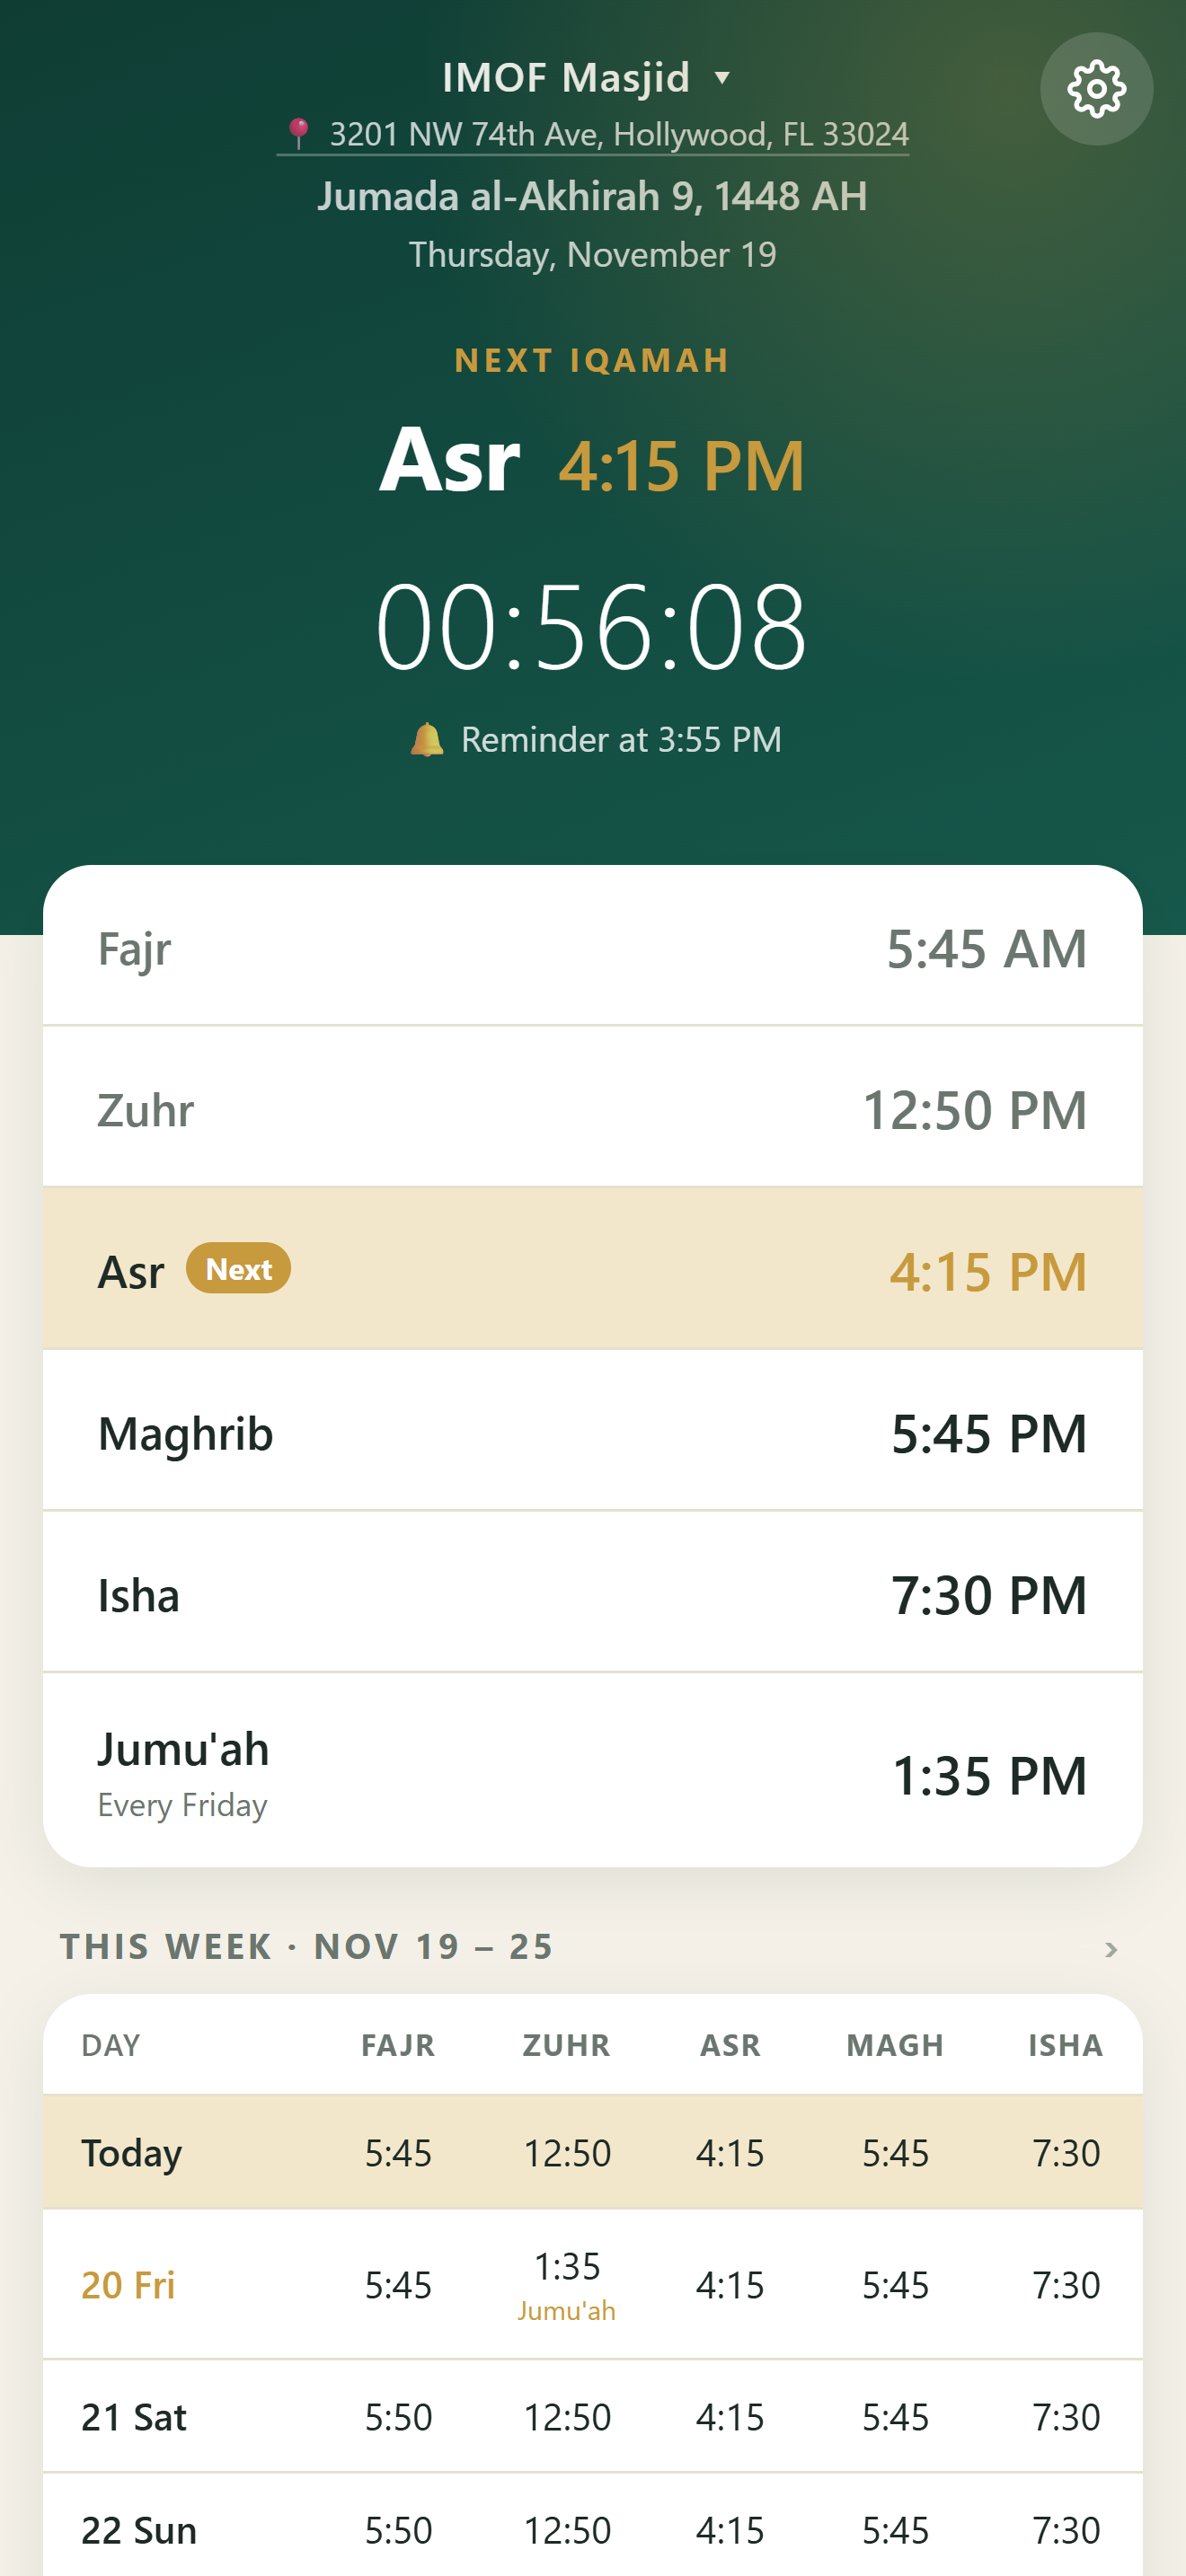 IMOF Masjid ▼
📍 3201 NW 74th Ave, Hollywood, FL 33024
Jumada al-Akhirah 9, 1448 AH
Thursday, November 19
NEXT IQAMAH
Asr 4:15 PM
00:56:08
🔔 Reminder at 3:55 PM
Fajr 5:45 AM
Zuhr 12:50 PM
Asr Next 4:15 PM
Maghrib 5:45 PM
Isha 7:30 PM
Jumu'ah 1:35 PM
Every Friday
THIS WEEK · NOV 19 – 25 ›
DAY FAJR ZUHR ASR MAGH ISHA
Today 5:45 12:50 4:15 5:45 7:30
20 Fri 5:45 1:35 4:15 5:45 7:30
Jumu'ah
21 Sat 5:50 12:50 4:15 5:45 7:30
22 Sun 5:50 12:50 4:15 5:45 7:30